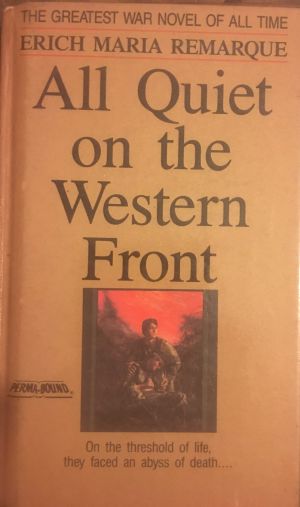 THE GREATEST WAR NOVEL OF ALL TIME
ERICH MARIA REMARQUE
All Quiet
on the
Western
Front
PERMA-BOUND
On the threshold of life,
they faced an abyss of death....